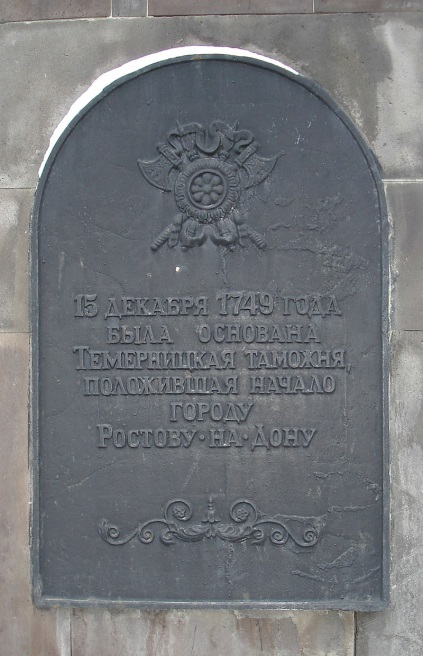 15 ДЕКАБРЯ 1749 ГОДА
БЫЛА ОСНОВАНА
ТЕМЕРНИЦКАЯ ТАМОЖНЯ,
ПОЛОЖИВШАЯ НАЧАЛО
ГОРОДУ
РОСТОВУ·НА·ДОНУ